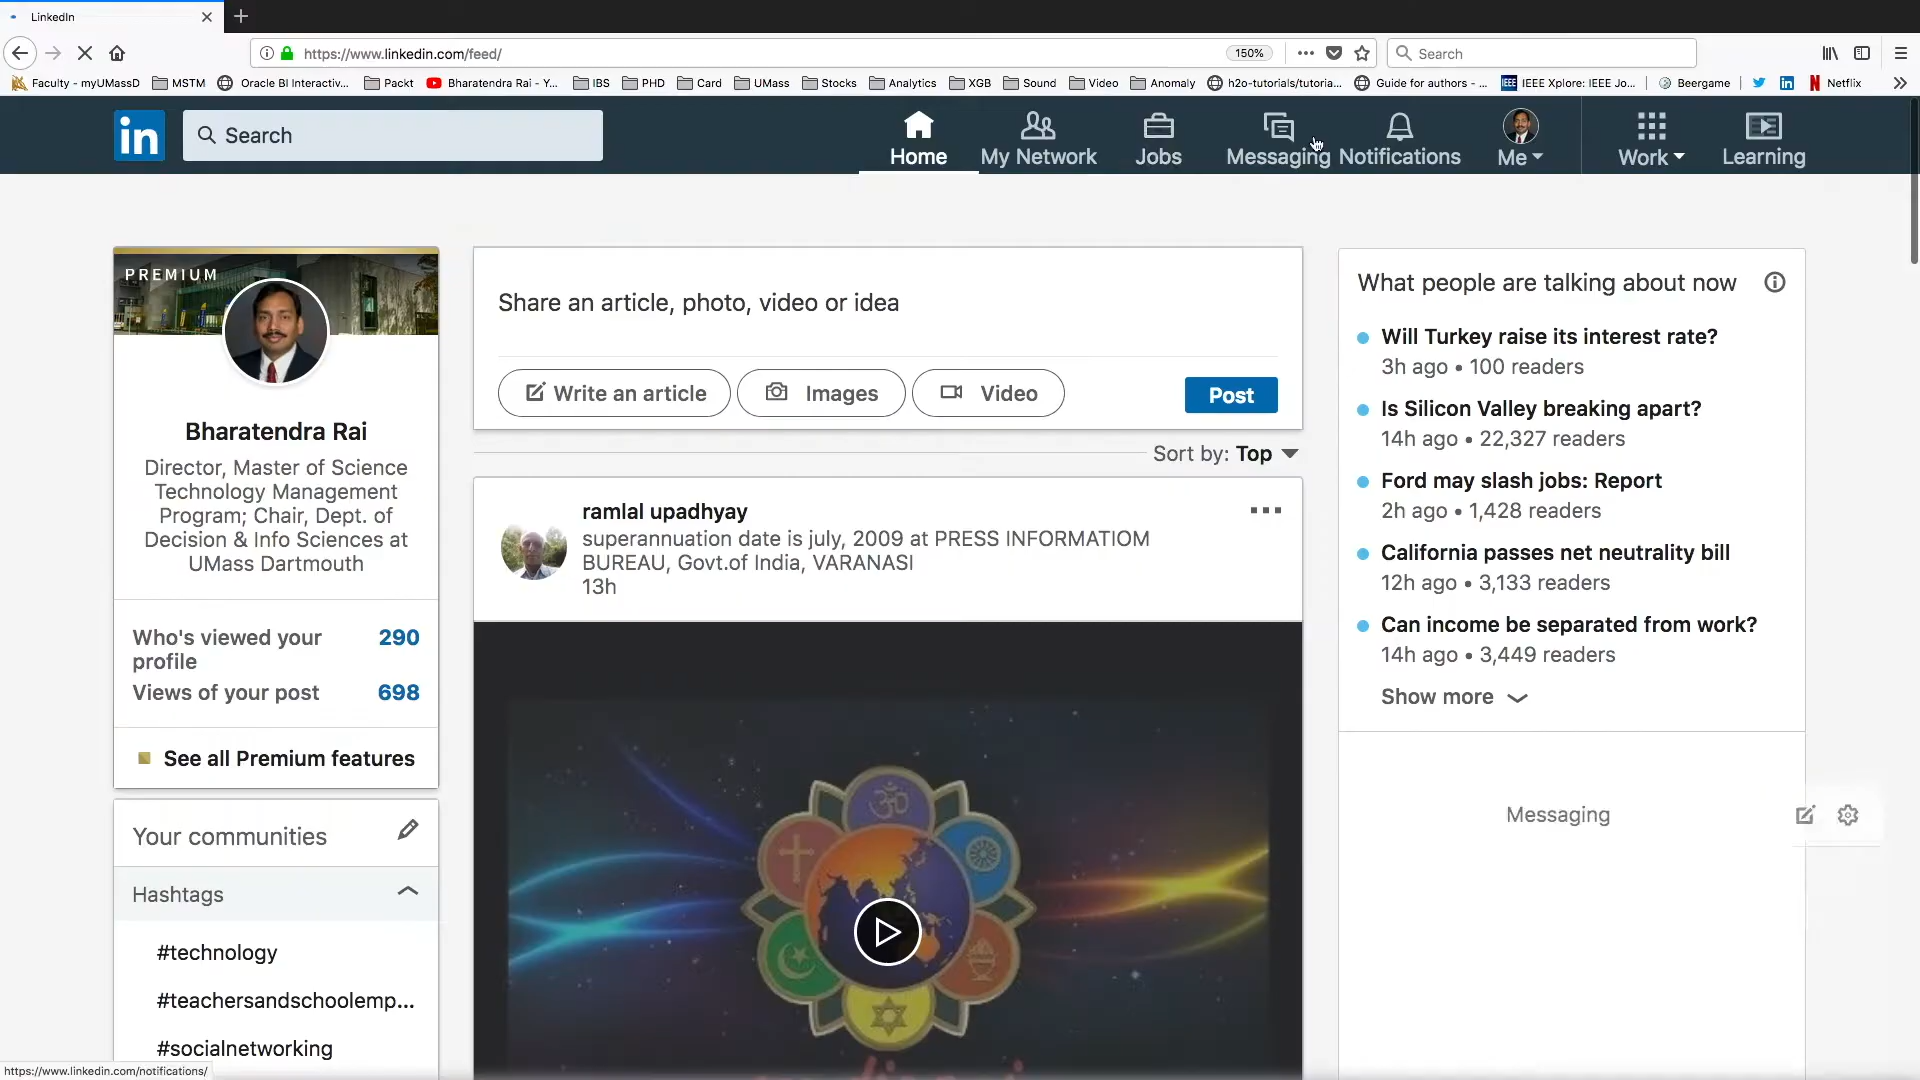 LinkedIn
https://www.linkedin.com/feed/
150%
Search
Faculty - myUMassD
MSTM
Oracle BI Interactiv...
Packt
Bharatendra Rai - Y...
IBS
PHD
Card
UMass
Stocks
Analytics
XGB
Sound
Video
Anomaly
h2o-tutorials/tutoria...
Guide for authors - ...
IEEE
IEEE Xplore: IEEE Jo...
Beergame
Netflix
in
Search
Home
My Network
Jobs
Messaging
Notifications
Me
Work
Learning
PREMIUM
Bharatendra Rai
Director, Master of Science
Technology Management
Program; Chair, Dept. of
Decision & Info Sciences at
UMass Dartmouth
Who's viewed your
profile
290
Views of your post
698
See all Premium features
Your communities
Hashtags
#technology
#teachersandschoolemp...
#socialnetworking
Share an article, photo, video or idea
Write an article
Images
Video
Post
Sort by: Top
ramlal upadhyay
superannuation date is july, 2009 at PRESS INFORMATIOM
BUREAU, Govt.of India, VARANASI
13h
What people are talking about now
Will Turkey raise its interest rate?
3h ago • 100 readers
Is Silicon Valley breaking apart?
14h ago • 22,327 readers
Ford may slash jobs: Report
2h ago • 1,428 readers
California passes net neutrality bill
12h ago • 3,133 readers
Can income be separated from work?
14h ago • 3,449 readers
Show more
Messaging
https://www.linkedin.com/notifications/